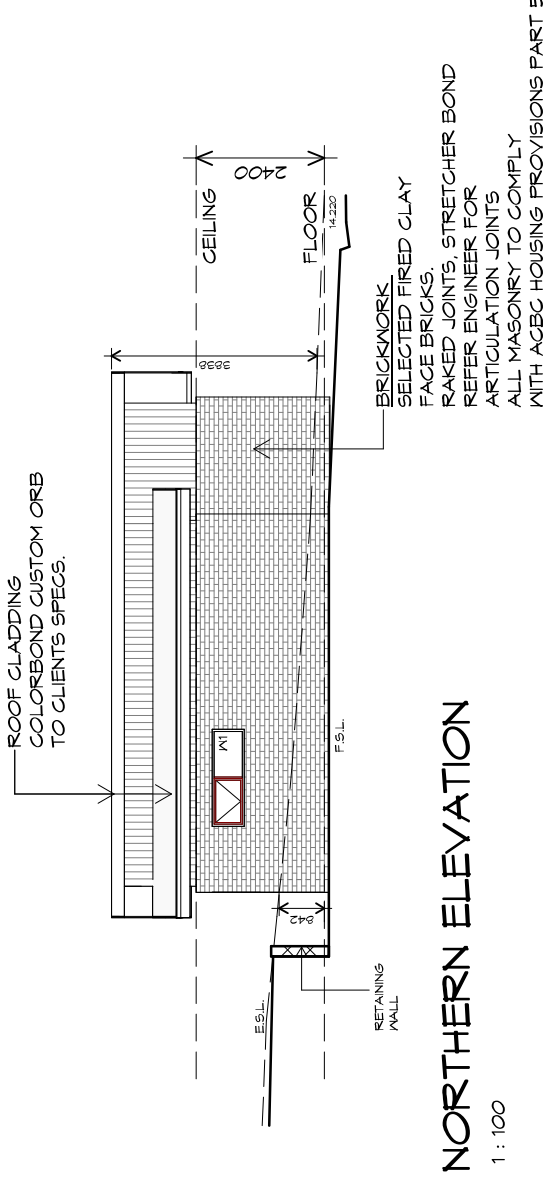 ROOF CLADDING
COLORBOND CUSTOM ORB
TO CLIENTS SPECS.
3838
CEILING
2400
FLOOR
14.220
W1
E.S.L.
842
F.S.L.
RETAINING
WALL
BRICKWORK
SELECTED FIRED CLAY
FACE BRICKS.
RAKED JOINTS, STRETCHER BOND
REFER ENGINEER FOR
ARTICULATION JOINTS
ALL MASONRY TO COMPLY
WITH ACBC HOUSING PROVISIONS PART 5
NORTHERN ELEVATION
1 : 100